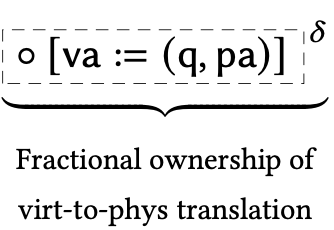 ∘ [va := (q, pa)] δ
Fractional ownership of
virt-to-phys translation